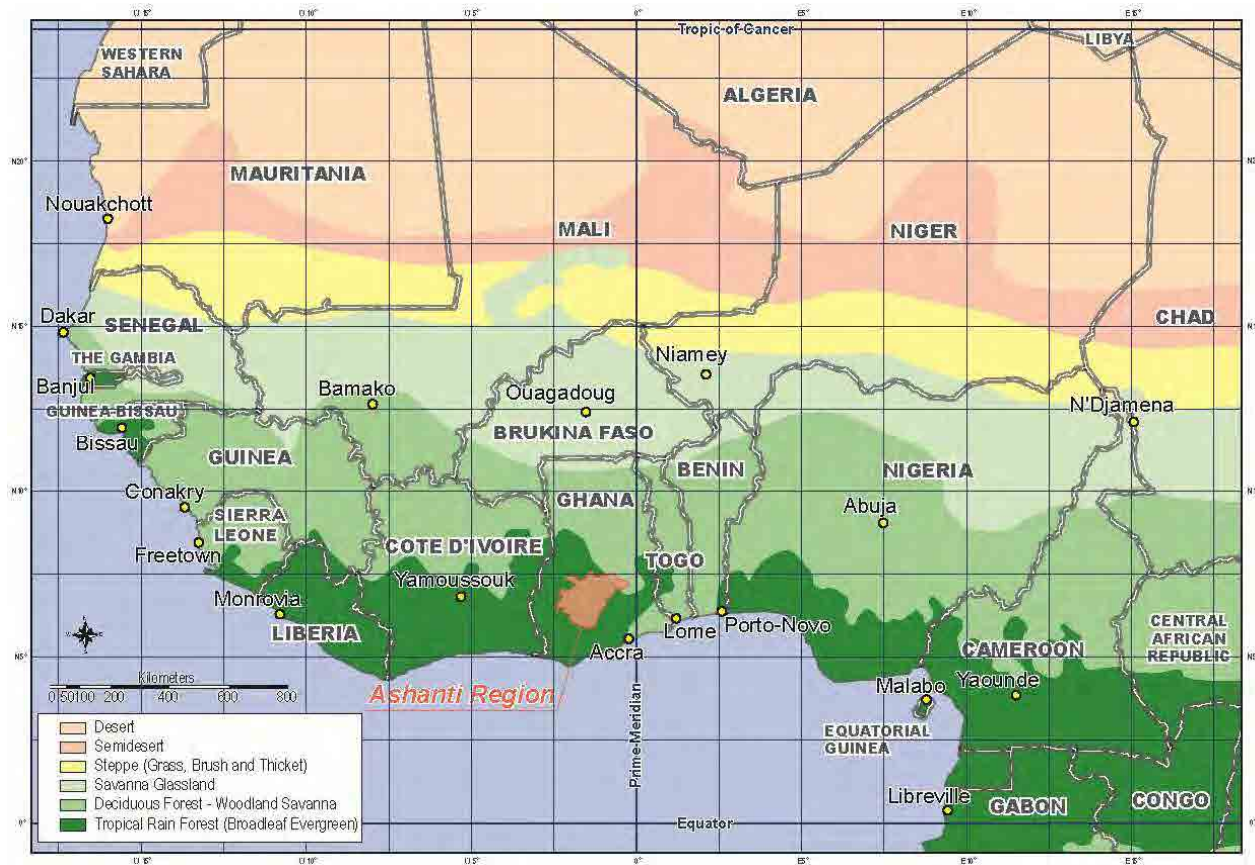 Tropic of Cancer
WESTERN
SAHARA
LIBYA
ALGERIA
MAURITANIA
Nouakchott
MALI
NIGER
CHAD
Dakar
SENEGAL
THE GAMBIA
Banjul
Bamako
Ouagadoug
Niamey
N'Djamena
GUINEA-BISSAU
Bissau
BRUKINA FASO
GUINEA
BENIN
NIGERIA
Conakry
GHANA
Abuja
SIERRA
LEONE
Freetown
COTE D'IVOIRE
TOGO
Yamoussouk
Monrovia
LIBERIA
Accra
Lome
Porto-Novo
CENTRAL
AFRICAN
REPUBLIC
CAMEROON
Yaounde
Malabo
EQUATORIAL
GUINEA
Ashanti Region
Prime-Meridian
Libreville
GABON
CONGO
Equator
Kilometers
0 50100 200 400 600 800
Desert
Semidesert
Steppe (Grass, Brush and Thicket)
Savanna Glassland
Deciduous Forest - Woodland Savanna
Tropical Rain Forest (Broadleaf Evergreen)